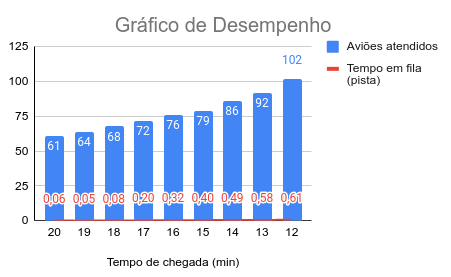 Gráfico de Desempenho
125
100
75
50
25
0
61 64 68 72 76 79 86 92 102
0,06 0,05 0,08 0,20 0,32 0,40 0,49 0,58 0,61
20 19 18 17 16 15 14 13 12
Tempo de chegada (min)
Aviões atendidos
Tempo em fila
(pista)